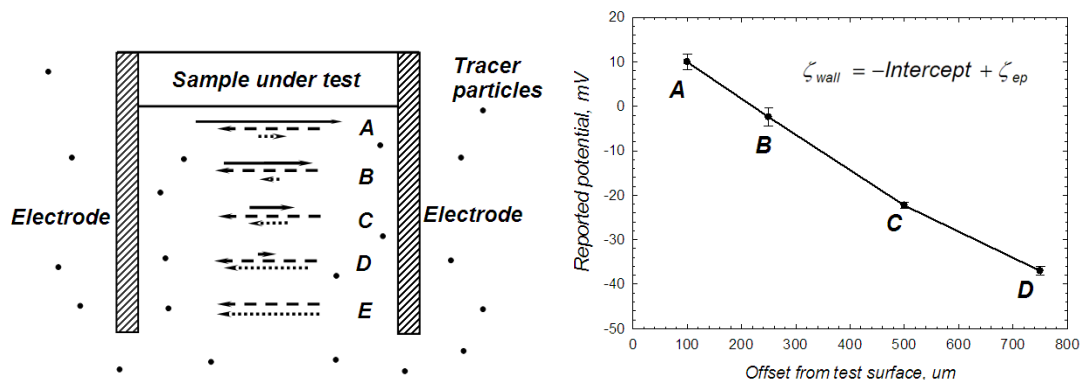 Sample under test
Tracer
particles
A
B
Electrode
C
Electrode
D
E
Reported potential, mV
20
10
0
-10
-20
-30
-40
-50
ζwall = −Intercept + ζep
A
B
C
D
0 100 200 300 400 500 600 700 800
Offset from test surface, um